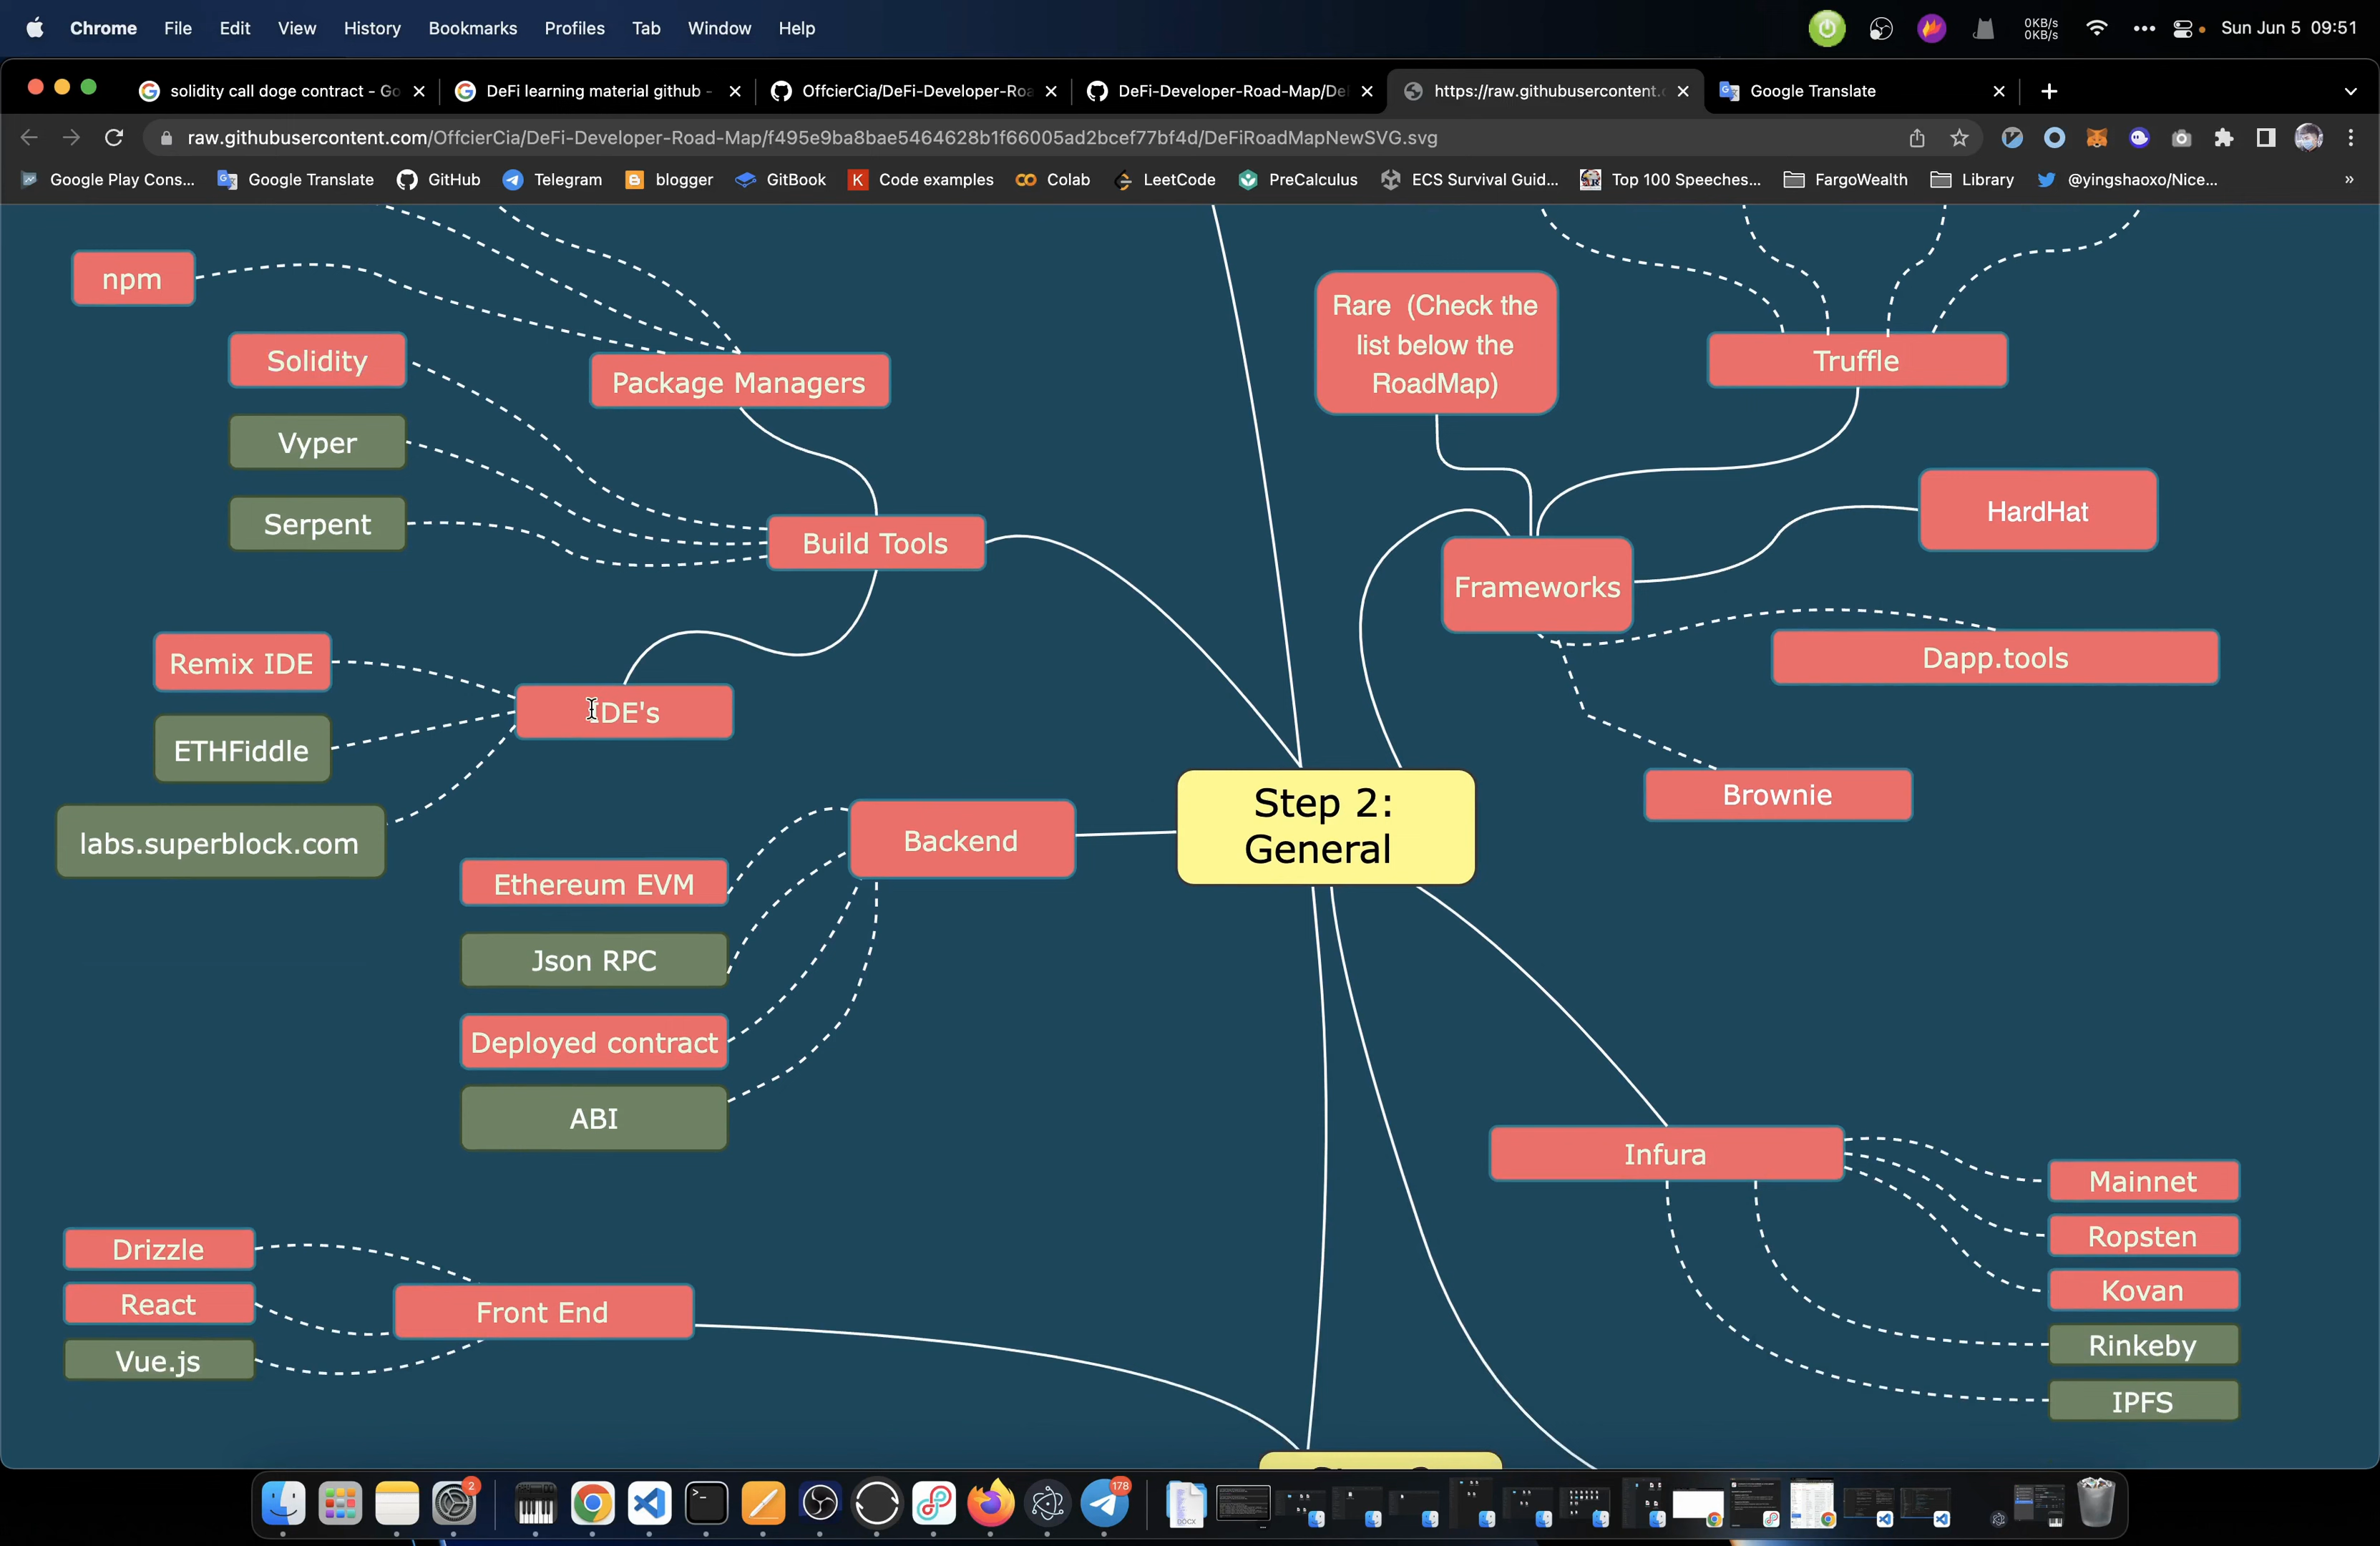 Chrome File Edit View History Bookmarks Profiles Tab Window Help
0KB/s
0KB/s
Sun Jun 5 09:51
solidity call doge contract - Go
DeFi learning material github -
OffcierCia/DeFi-Developer-Roa
DeFi-Developer-Road-Map/De
https://raw.githubusercontent.c
Google Translate
raw.githubusercontent.com/OffcierCia/DeFi-Developer-Road-Map/f495e9ba8bae5464628b1f66005ad2bcef77bf4d/DeFiRoadMapNewSVG.svg
Google Play Cons...
Google Translate
GitHub
Telegram
blogger
GitBook
Code examples
Colab
LeetCode
PreCalculus
ECS Survival Guid...
Top 100 Speeches...
FargoWealth
Library
@yingshaoxo/Nice...
npm
Solidity
Vyper
Serpent
Package Managers
Build Tools
Remix IDE
ETHFiddle
labs.superblock.com
IDE's
Rare (Check the
list below the
RoadMap)
Truffle
HardHat
Frameworks
Dapp.tools
Brownie
Step 2:
General
Backend
Ethereum EVM
Json RPC
Deployed contract
ABI
Infura
Mainnet
Ropsten
Kovan
Rinkeby
IPFS
Drizzle
React
Vue.js
Front End
2
178
DOCX